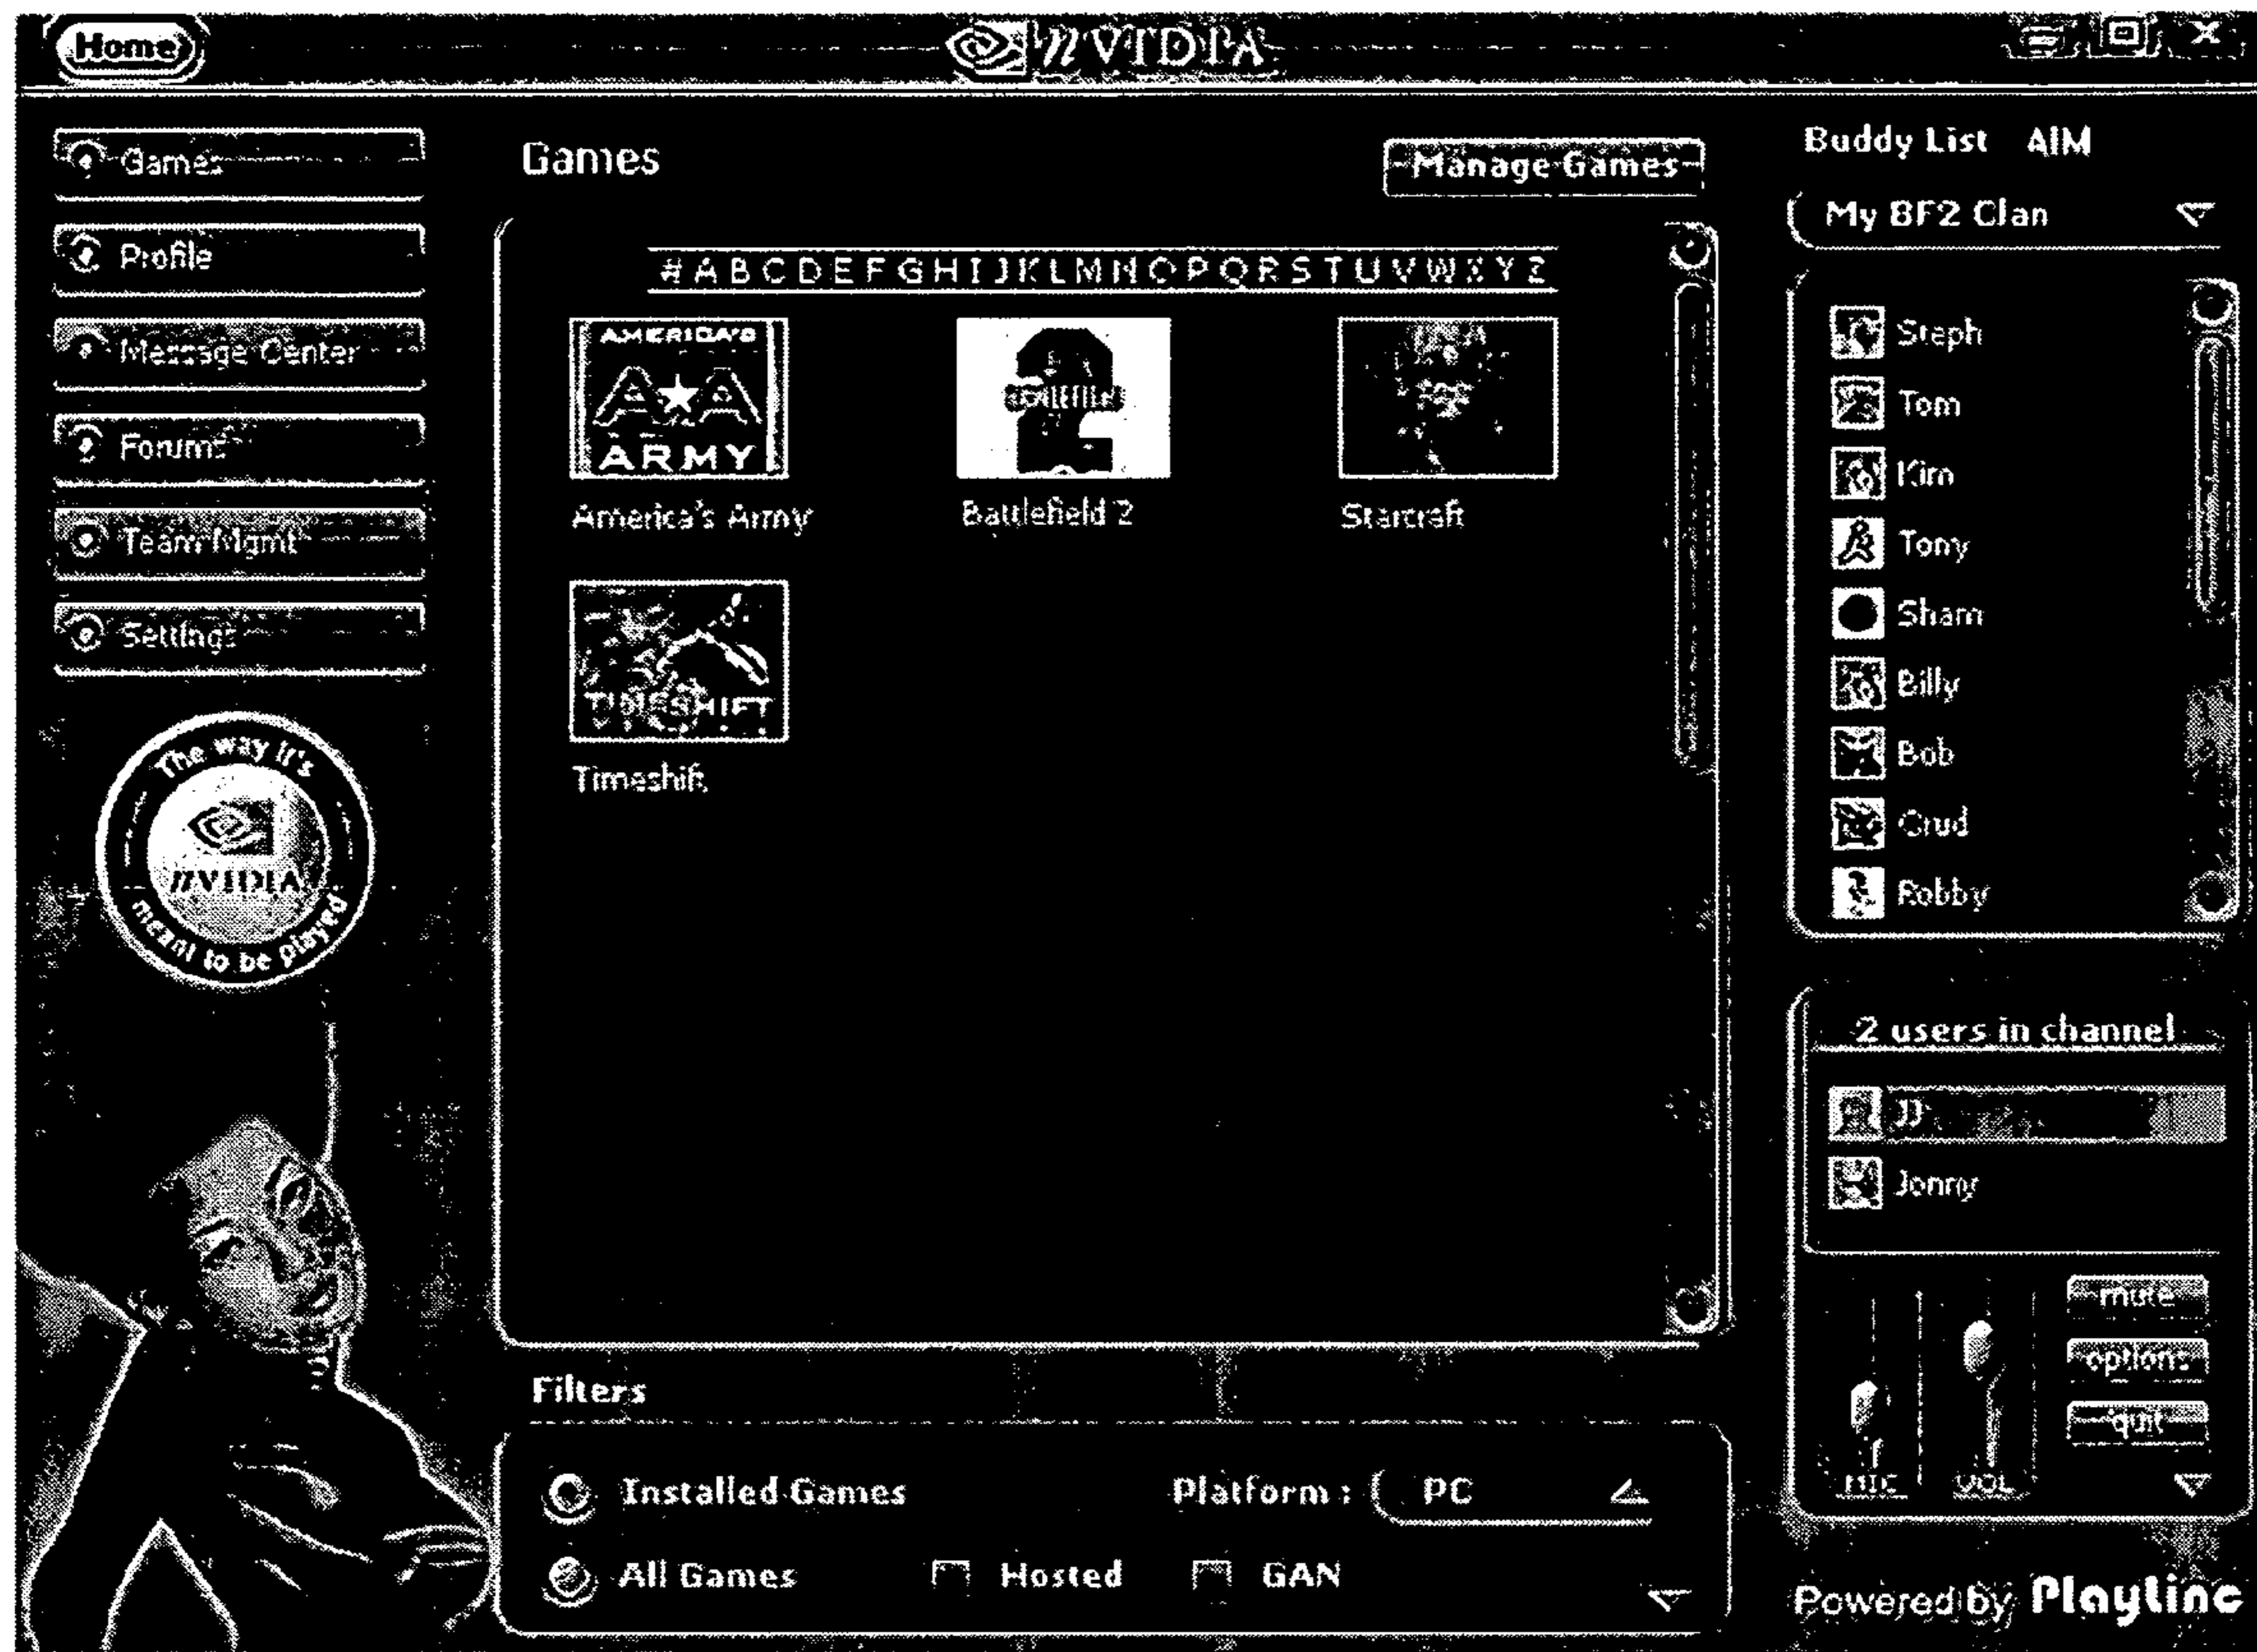 Home
NVIDIA
Games
Profile
Message Center
Forums
Team Mgmt
Settings
The way it's
NVIDIA
meant to be played
Games
Manage Games
# A B C D E F G H I J K L M N O P Q R S T U V W X Y Z
AMERICA'S
A A
ARMY
America's Army
Battlefield 2
Starcraft
TIMESHIFT
Timeshift
Filters
Installed Games
Platform : PC
All Games Hosted GAN
Buddy List AIM
My BF2 Clan
Steph
Tom
Kim
Tony
Sham
Billy
Bob
Crud
Robby
2 users in channel
JJ
Jonny
mute
options
quit
MIC VOL
Powered by Playlinc